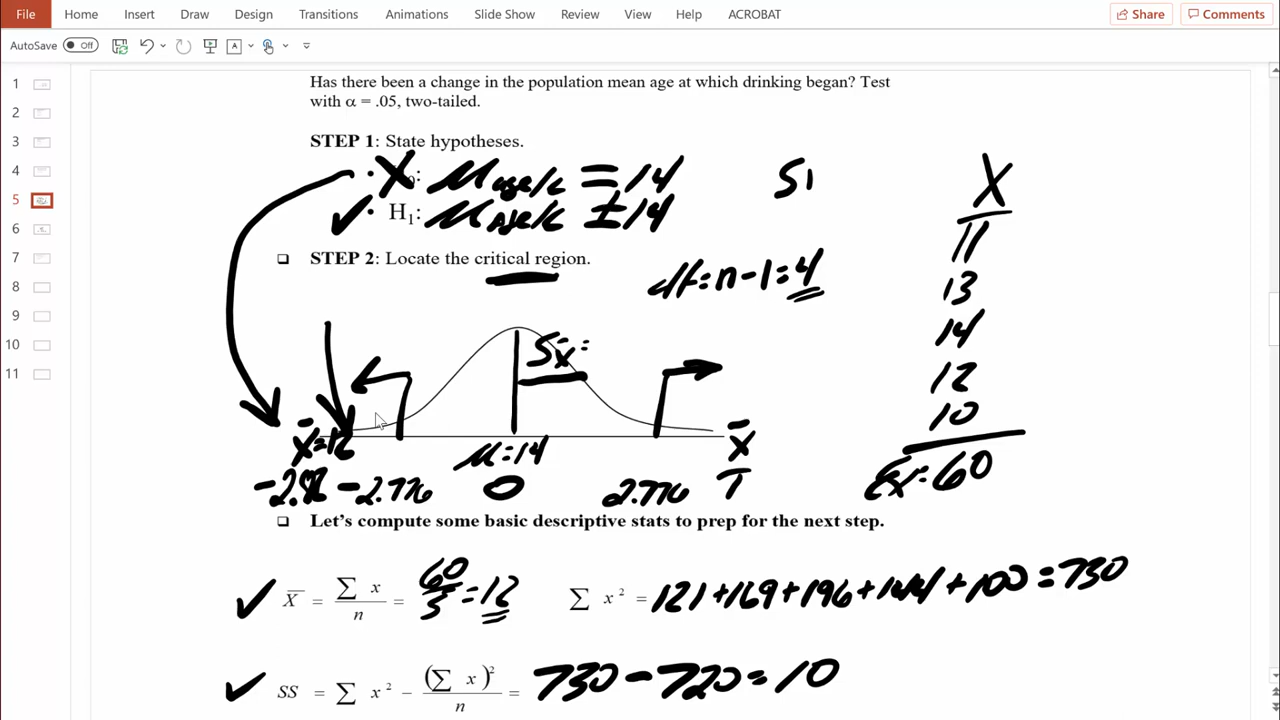 File Home Insert Draw Design Transitions Animations Slide Show Review View Help ACROBAT Share Comments
AutoSave Off A
1
2
3
4
5
6
7
8
9
10
11
Has there been a change in the population mean age at which drinking began? Test
with α = .05, two-tailed.
STEP 1: State hypotheses.
μ = 14
H₁: μ ± 14
SI
STEP 2: Locate the critical region.
df = n - 1 = 4
X
11
13
14
12
10
Σx = 60
S x̄ =
x̄ = 12 μ = 14 x̄
-2.776 0 2.776 T
Let's compute some basic descriptive stats to prep for the next step.
X̄ = ∑ x / n = 60/5 = 12
∑ x² = 121 + 169 + 196 + 144 + 100 = 730
SS = ∑ x² − (∑ x)² / n = 730 - 720 = 10